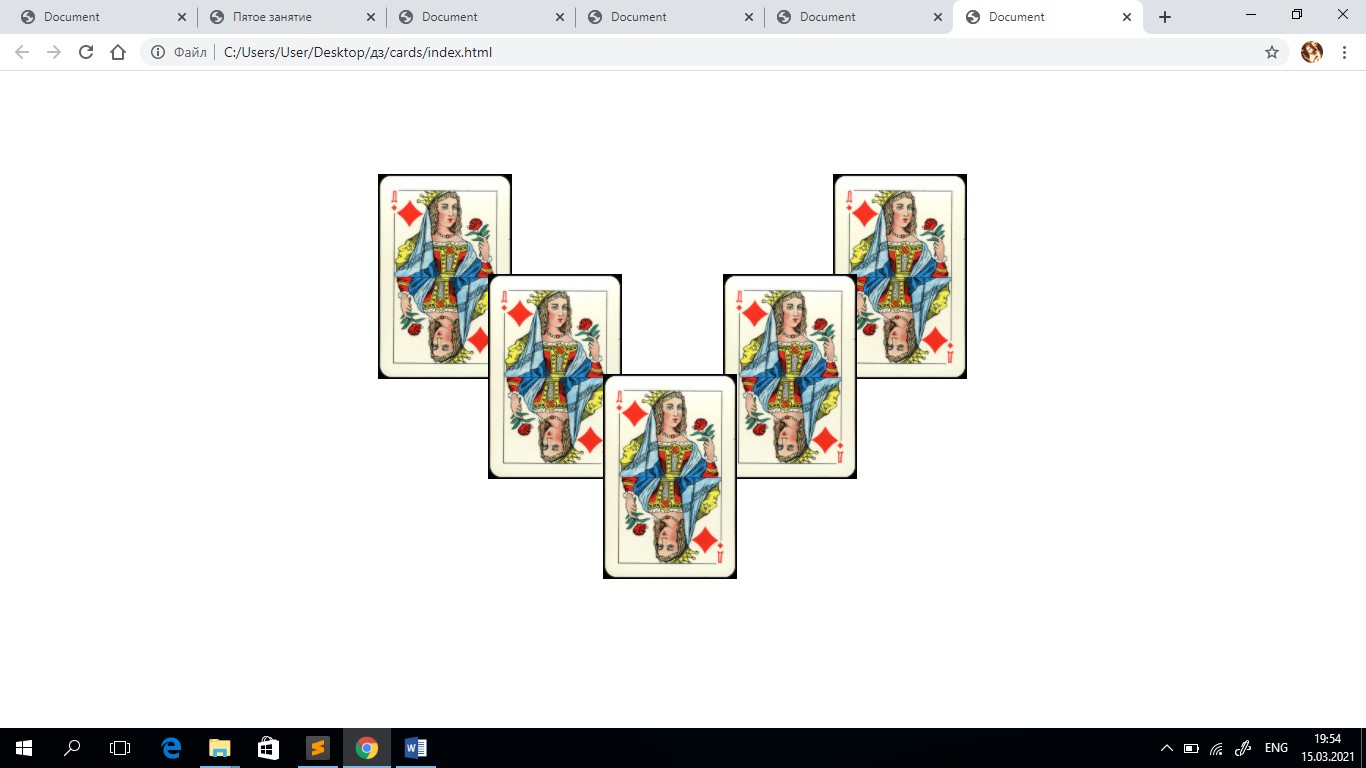 Document
Пятое занятие
Document
Document
Document
Document
Файл
C:/Users/User/Desktop/дз/cards/index.html
Д
Д
Д
Д
Д
Д
Д
Д
ENG
19:54
15.03.2021